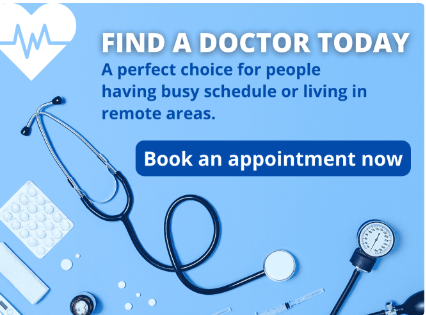 FIND A DOCTOR TODAY
A perfect choice for people
having busy schedule or living in
remote areas.
Book an appointment now